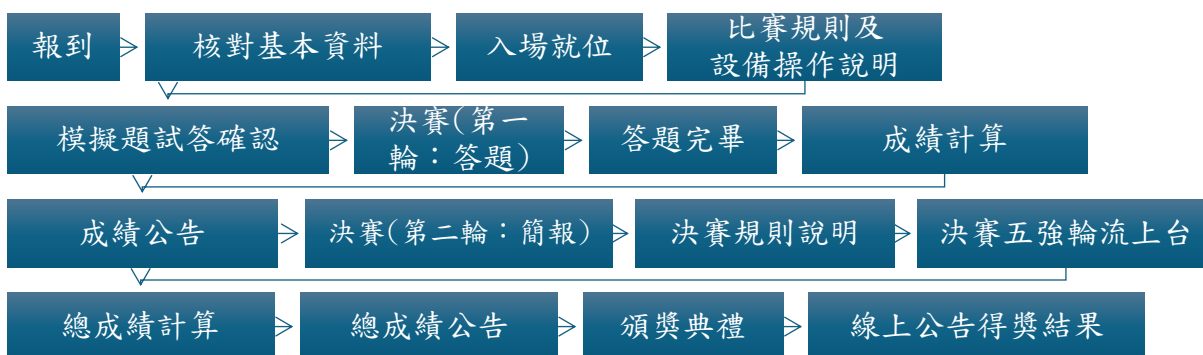 報到
核對基本資料
入場就位
比賽規則及
設備操作說明
模擬題試答確認
決賽(第一
輪：答題)
答題完畢
成績計算
成績公告
決賽(第二輪：簡報)
決賽規則說明
決賽五強輪流上台
總成績計算
總成績公告
頒獎典禮
線上公告得獎結果